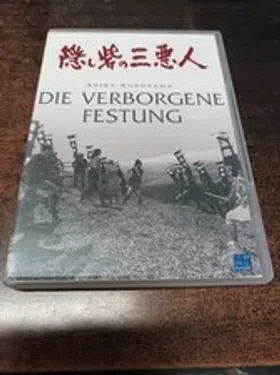 隠し砦の三悪人
AKIRA KUROSAWA
DIE VERBORGENE
FESTUNG